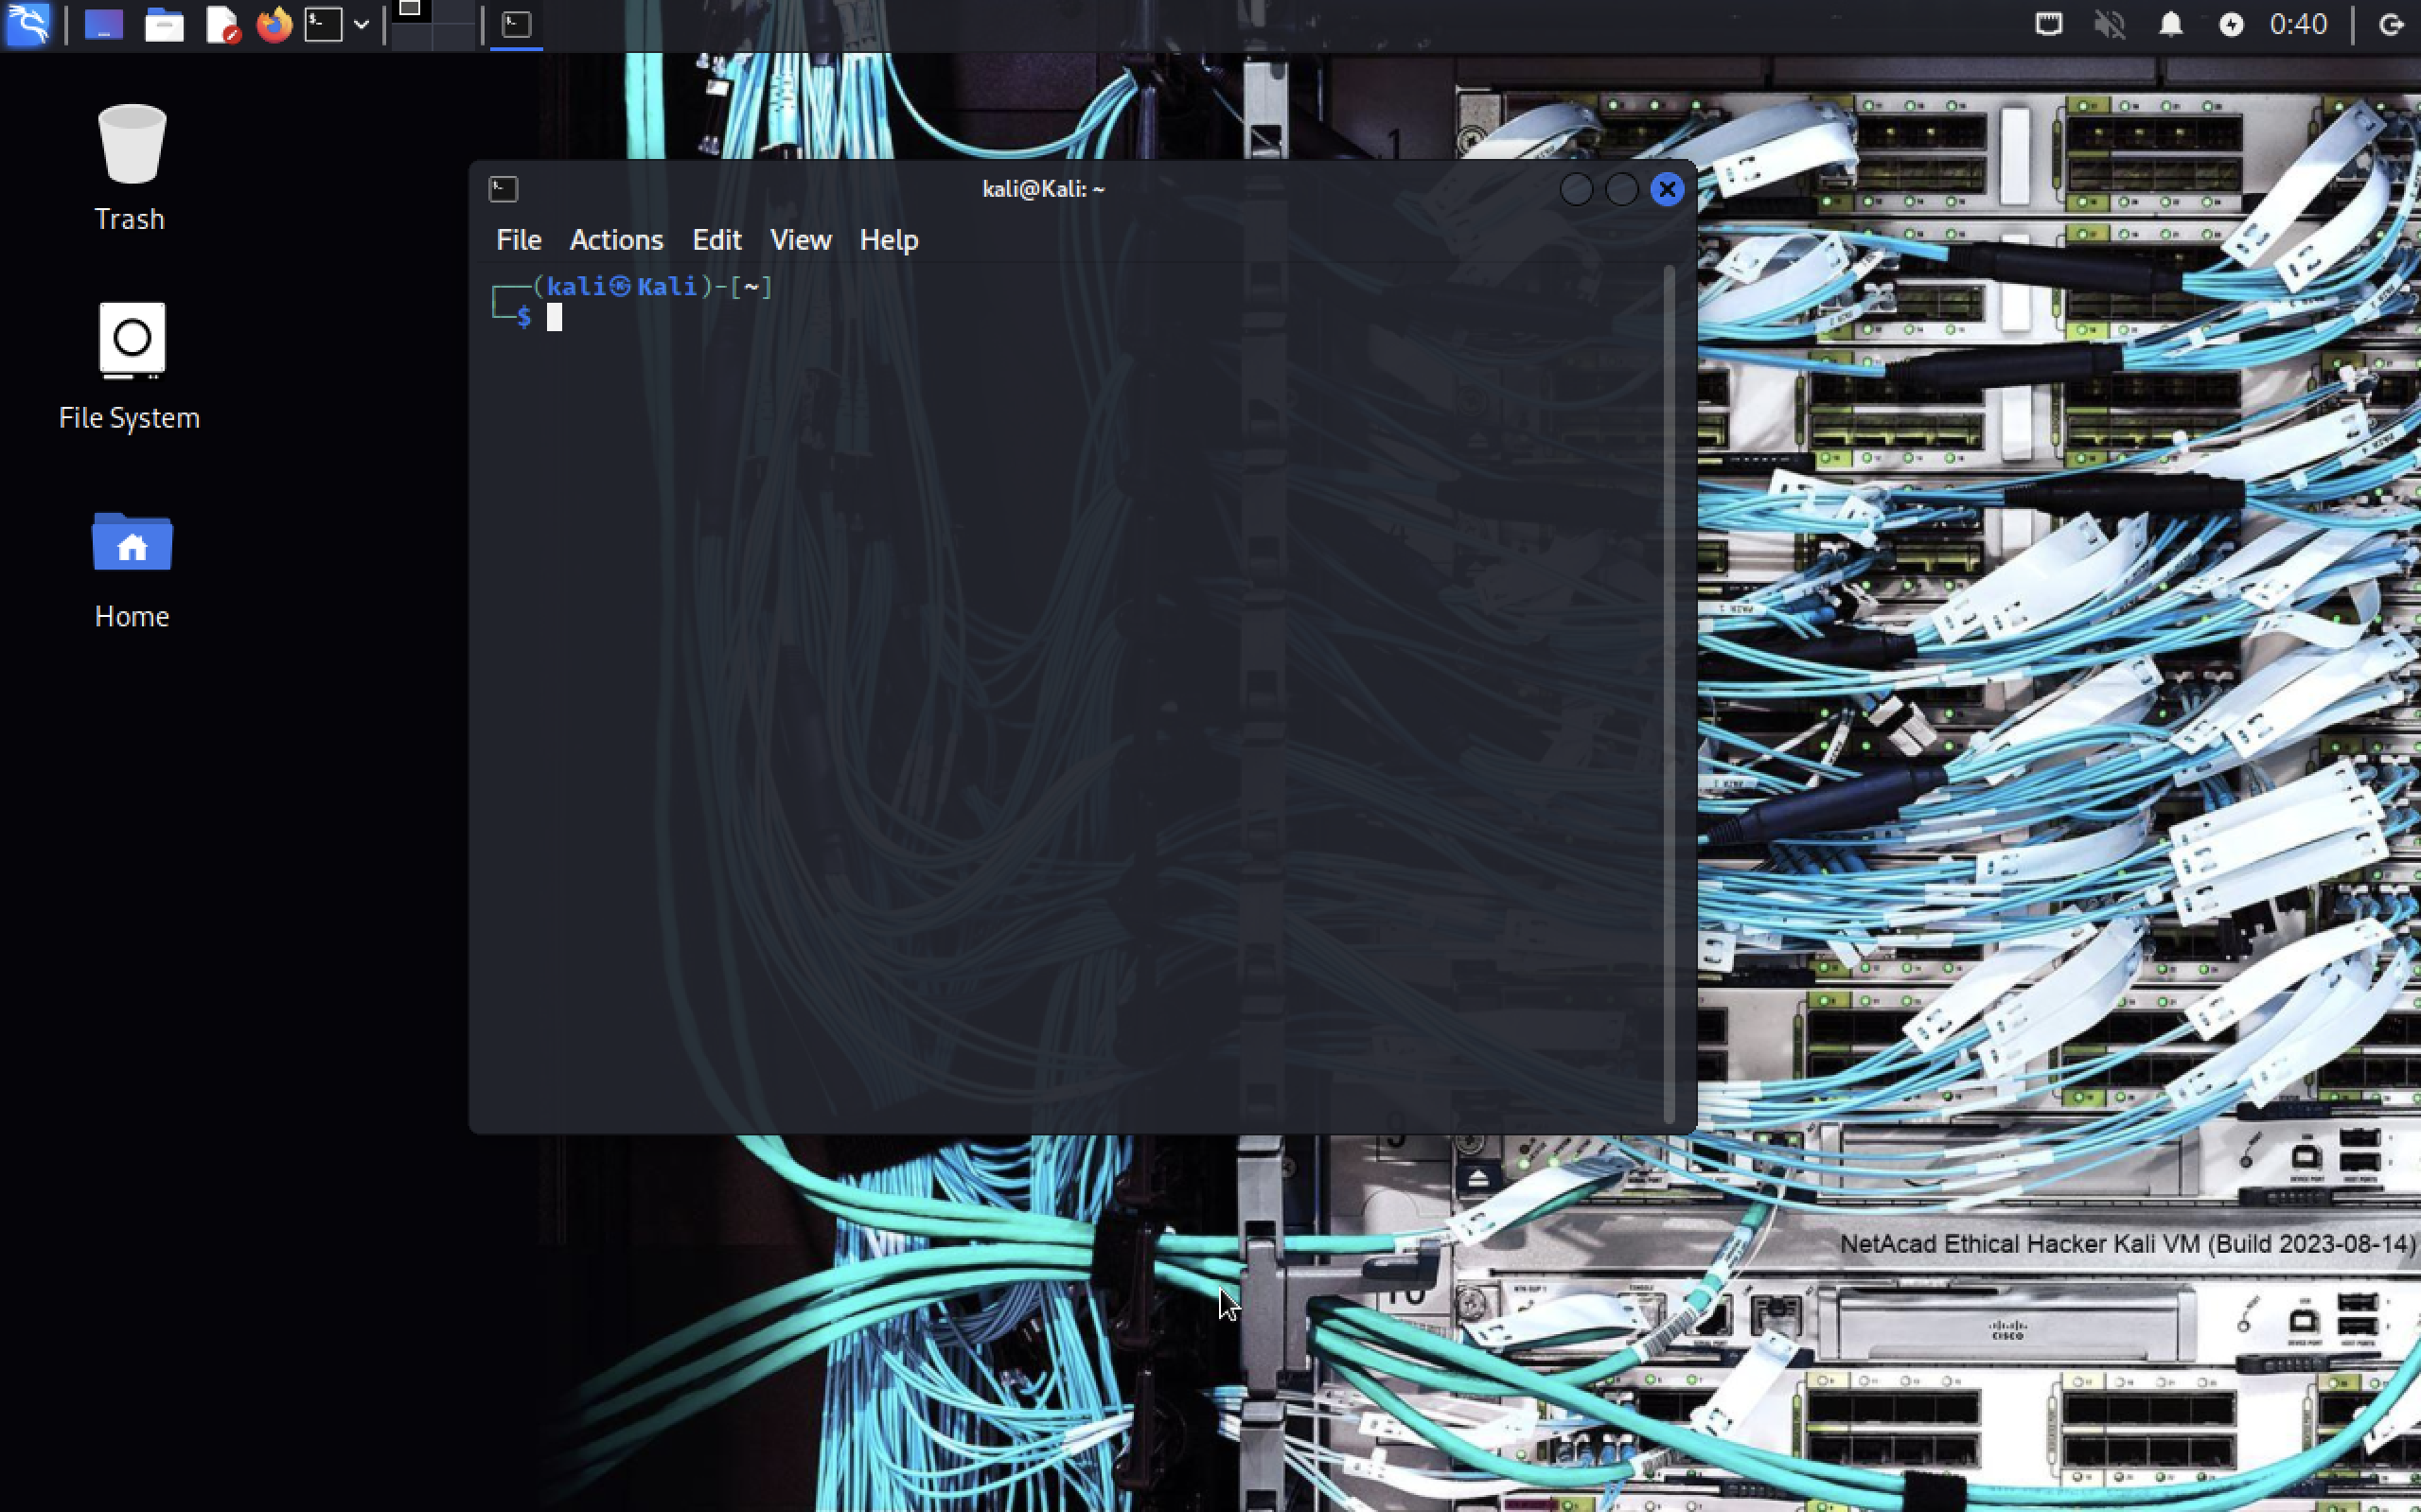 0:40
Trash
File System
Home
kali@Kali: ~
File Actions Edit View Help
┌──(kali㉿Kali)-[~]
└─$
NetAcad Ethical Hacker Kali VM (Build 2023-08-14)
CISCO